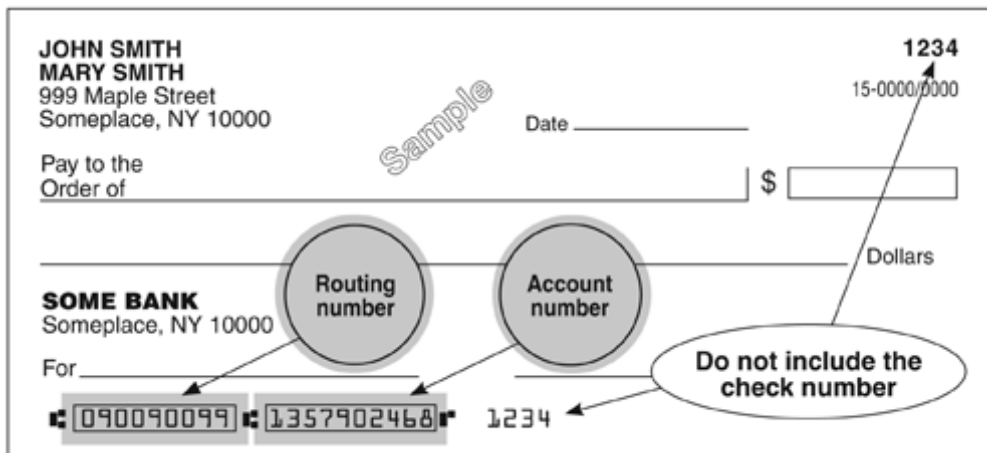 JOHN SMITH
MARY SMITH
999 Maple Street
Someplace, NY 10000
1234
15-0000/0000
Sample
Date
Pay to the
Order of
$
Dollars
Routing
number
Account
number
SOME BANK
Someplace, NY 10000
For
Do not include the
check number
090090099 1357902468 1234